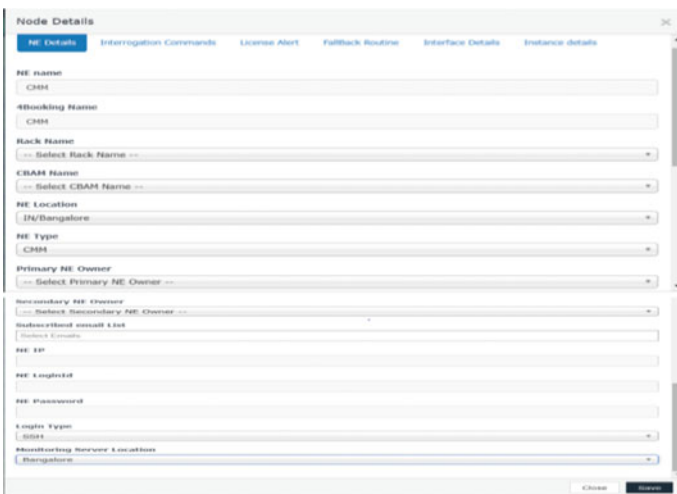 Node Details
NE Details Interrogation Commands License Alert FallBack Routine Interface Details Instance details
NE name
CMM
4Booking Name
CMM
Rack Name
-- Select Rack Name --
CBAM Name
-- Select CBAM Name --
NE Location
IN/Bangalore
NE Type
CMM
Primary NE Owner
-- Select Primary NE Owner --
Secondary NE Owner
-- Select Secondary NE Owner --
Subscribed email List
Select Emails
NE IP
NE LoginId
NE Password
Login Type
SSH
Monitoring Server Location
Bangalore
Close Save